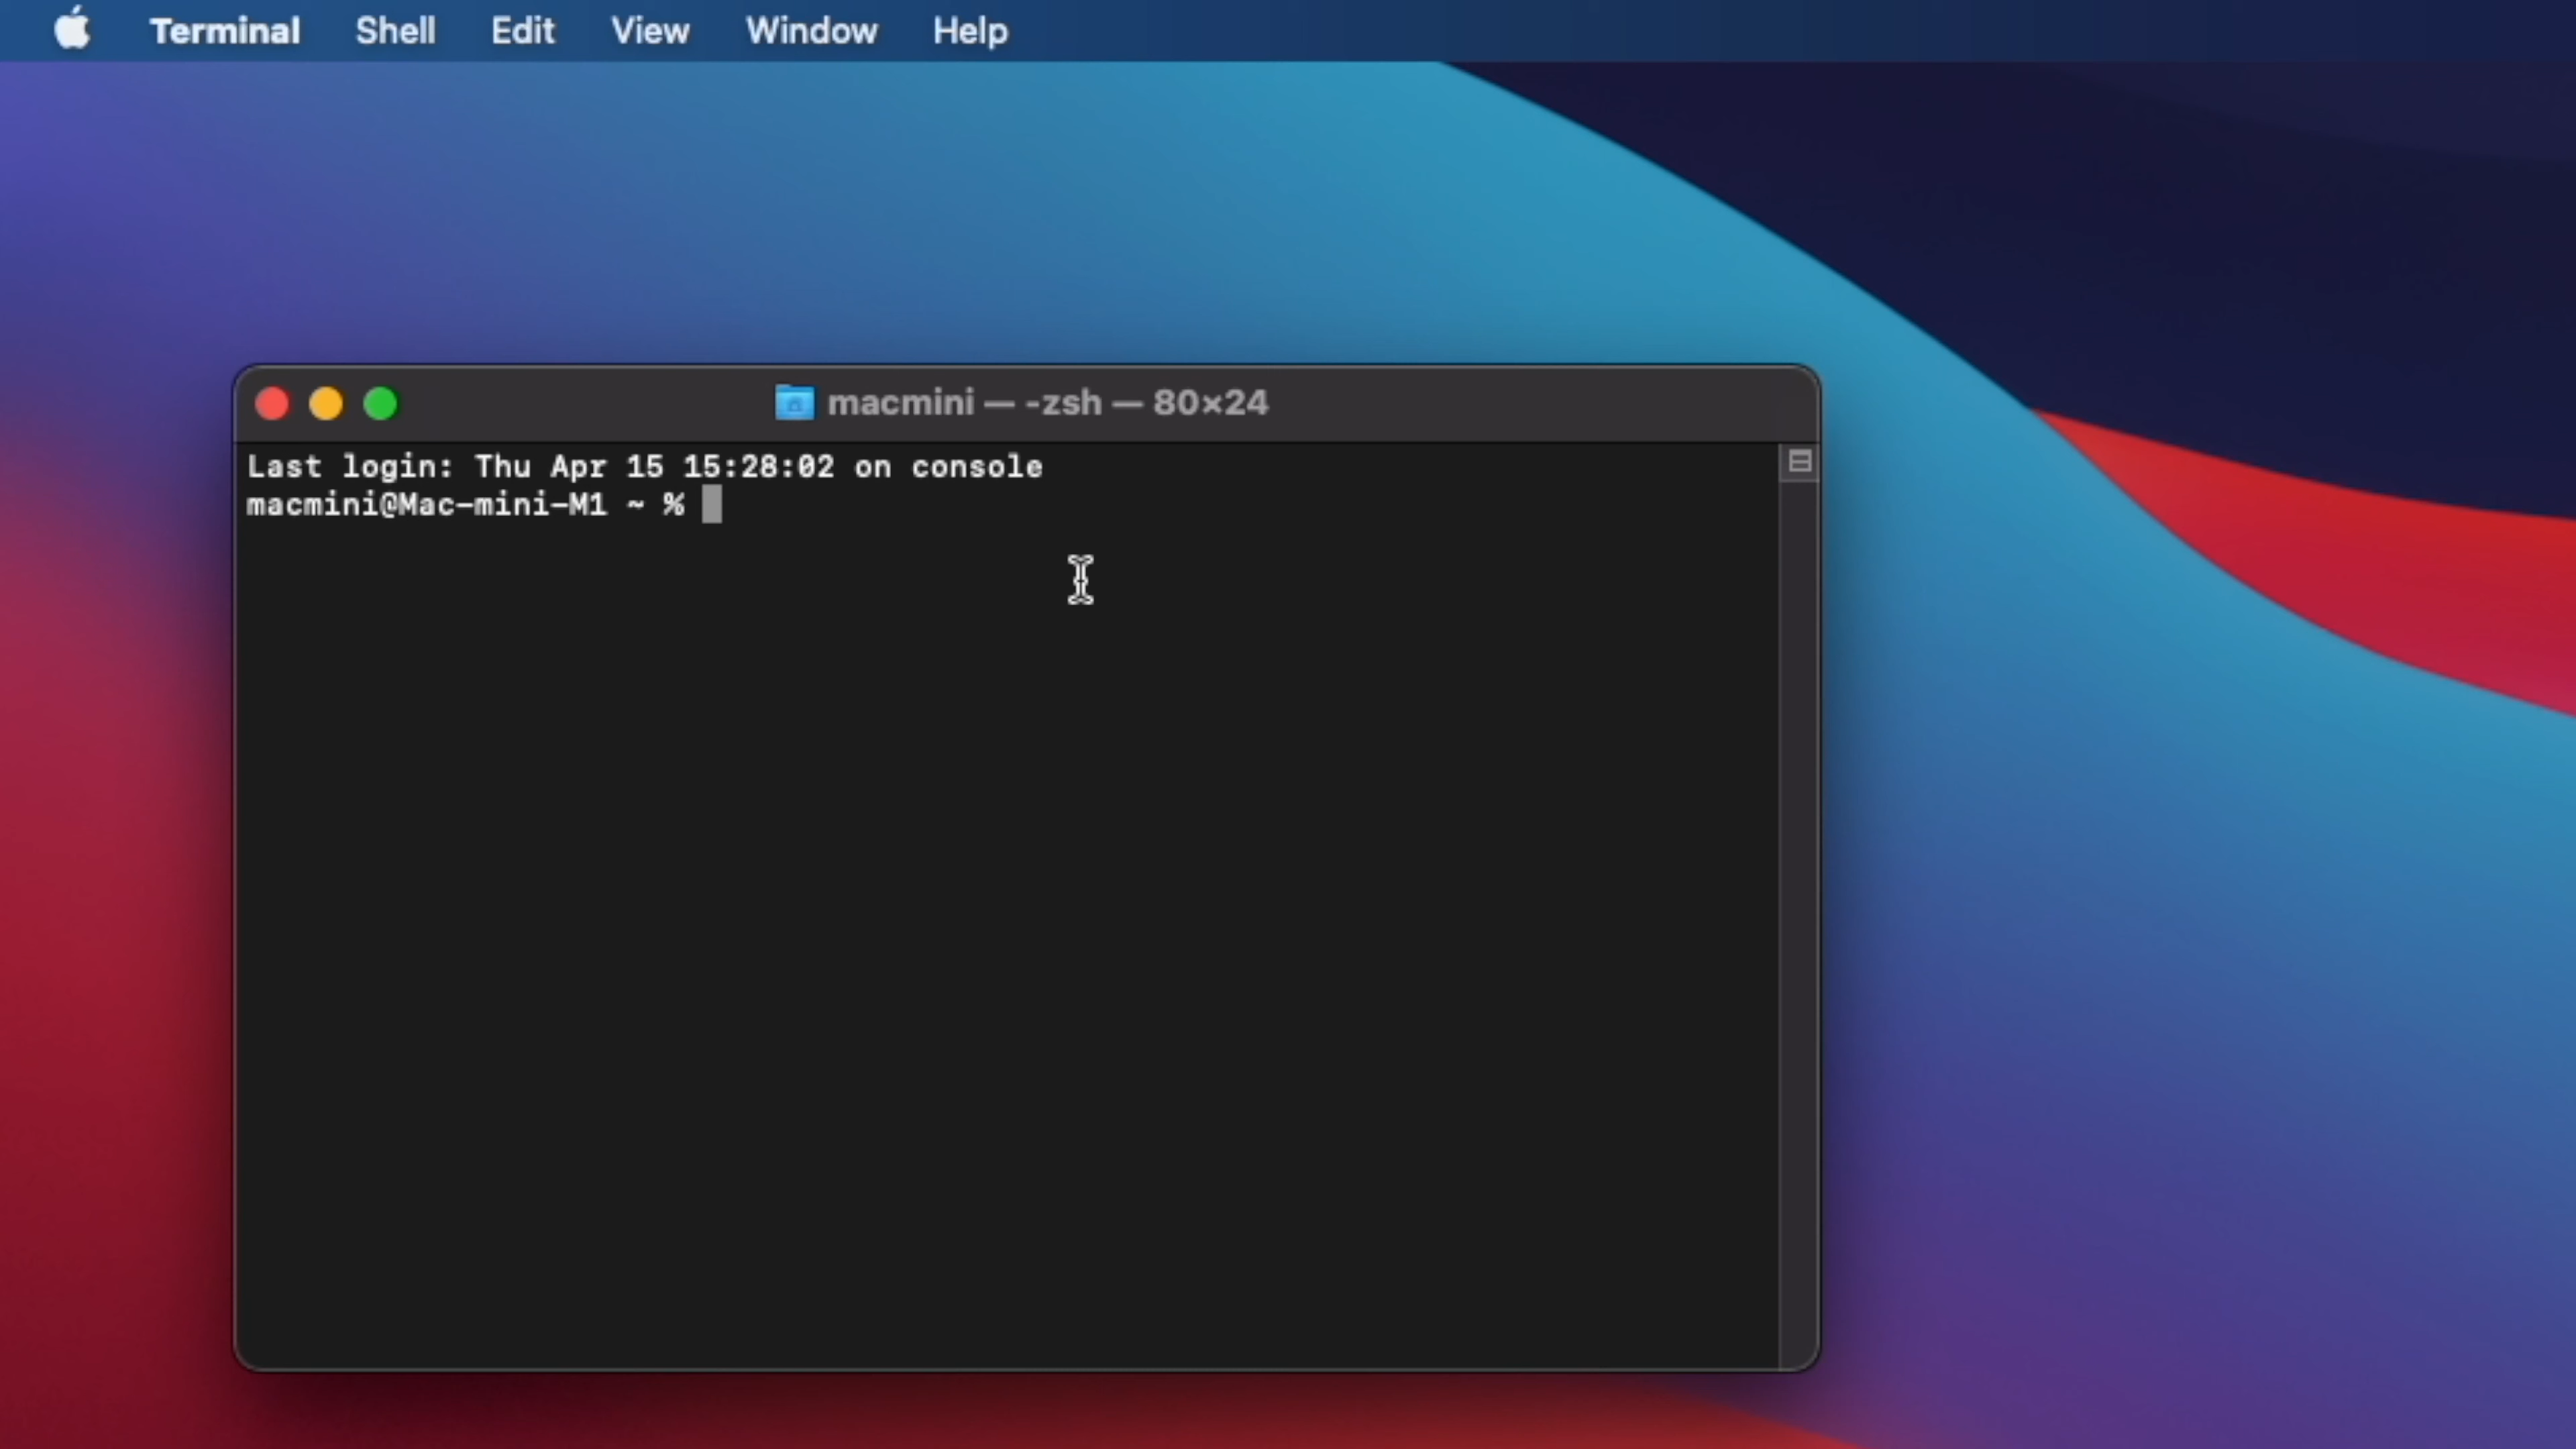 Terminal Shell Edit View Window Help
macmini — -zsh — 80×24
Last login: Thu Apr 15 15:28:02 on console
macmini@Mac-mini-M1 ~ %